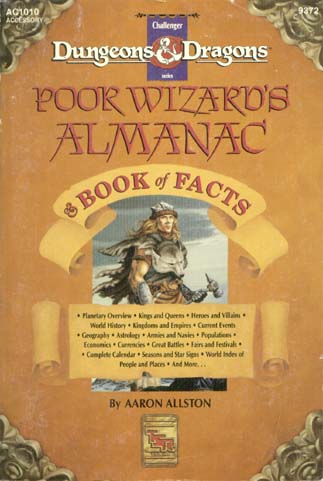 AC1010
ACCESSORY
9372
Challenger
Dungeons & Dragons
series
POOR WIZARD'S
ALMANAC
& BOOK of FACTS
• Planetary Overview • Kings and Queens • Heroes and Villains •
World History • Kingdoms and Empires • Current Events
• Geography • Astrology • Armies and Navies • Populations •
Economics • Currencies • Great Battles • Fairs and Festivals •
• Complete Calendar • Seasons and Star Signs • World Index of
People and Places • And More. . .
By AARON ALLSTON
TSR